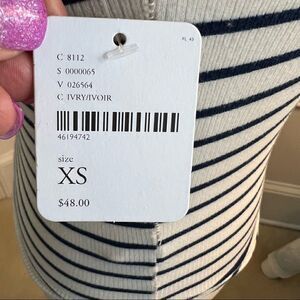 C 8112
S 0000065
V 026564
C IVRY/IVOIR
46194742
size
XS
$48.00